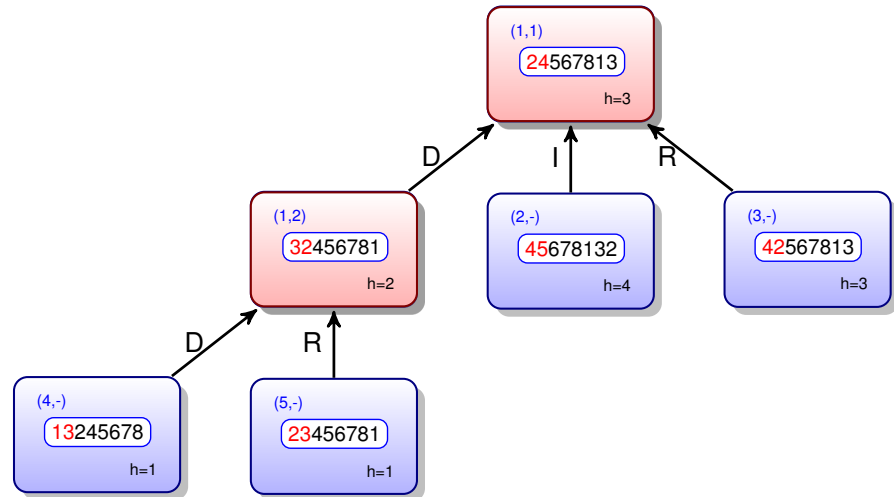 (1,1)
24567813
h=3
D
I
R
(1,2)
32456781
h=2
(2,-)
45678132
h=4
(3,-)
42567813
h=3
D
R
(4,-)
13245678
h=1
(5,-)
23456781
h=1